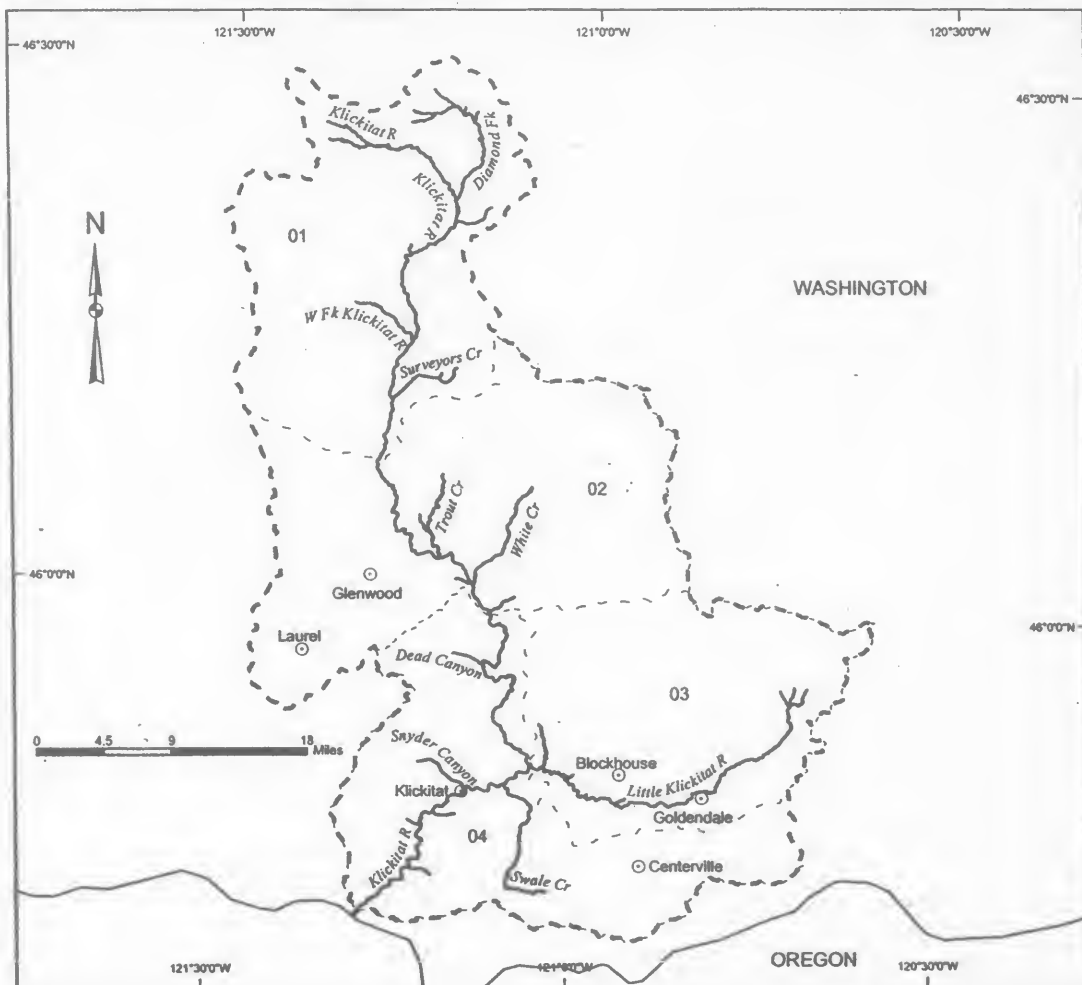 121°30'0"W
121°0'0"W
120°30'0"W
46°30'0"N
46°30'0"N
Klickitat R
Diamond Fk
Klickitat R
N
01
WASHINGTON
W Fk Klickitat R
Surveyors Cr
02
Trout Cr
White Cr
46°0'0"N
Glenwood
46°0'0"N
Laurel
Dead Canyon
03
0 4.5 9 18
Miles
Snyder Canyon
Blockhouse
Little Klickitat R
Klickitat
Goldendale
04
Klickitat R
Centerville
Swale Cr
121°30'0"W
121°0'0"W
OREGON
120°30'0"W